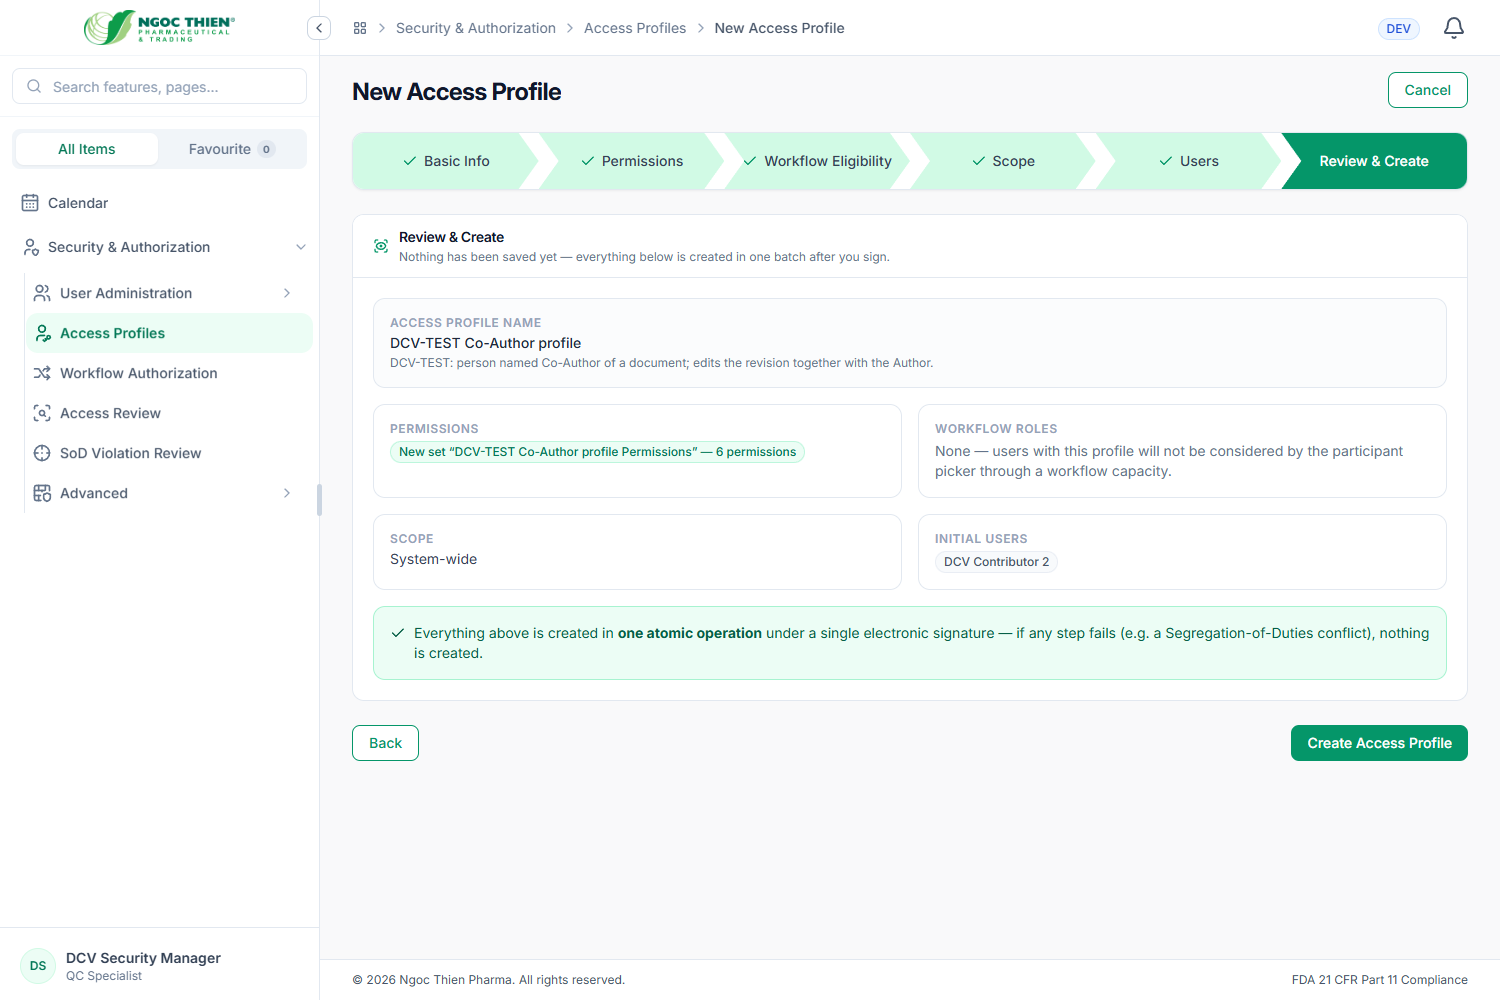 NGOC THIEN®
PHARMACEUTICAL
& TRADING
Security & Authorization
Access Profiles
New Access Profile
DEV
Search features, pages...
All Items
Favourite 0
Calendar
Security & Authorization
User Administration
Access Profiles
Workflow Authorization
Access Review
SoD Violation Review
Advanced
DS
DCV Security Manager
QC Specialist
New Access Profile
Cancel
Basic Info
Permissions
Workflow Eligibility
Scope
Users
Review & Create
Review & Create
Nothing has been saved yet — everything below is created in one batch after you sign.
ACCESS PROFILE NAME
DCV-TEST Co-Author profile
DCV-TEST: person named Co-Author of a document; edits the revision together with the Author.
PERMISSIONS
New set “DCV-TEST Co-Author profile Permissions” — 6 permissions
WORKFLOW ROLES
None — users with this profile will not be considered by the participant
picker through a workflow capacity.
SCOPE
System-wide
INITIAL USERS
DCV Contributor 2
Everything above is created in one atomic operation under a single electronic signature — if any step fails (e.g. a Segregation-of-Duties conflict), nothing
is created.
Back
Create Access Profile
© 2026 Ngoc Thien Pharma. All rights reserved.
FDA 21 CFR Part 11 Compliance